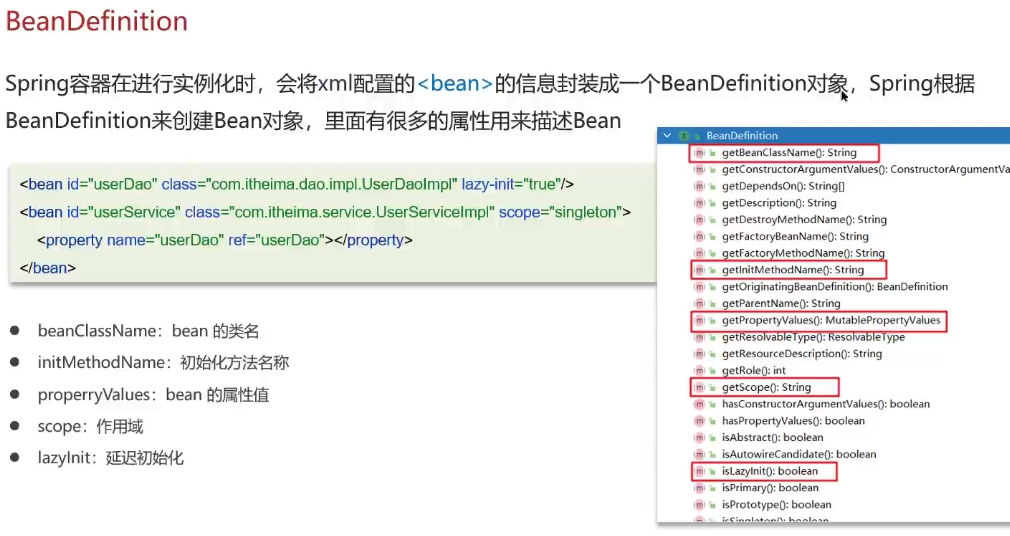 BeanDefinition
Spring容器在进行实例化时，会将xml配置的<bean>的信息封装成一个BeanDefinition对象，Spring根据
BeanDefinition来创建Bean对象，里面有很多的属性用来描述Bean
<bean id="userDao" class="com.itheima.dao.impl.UserDaoImpl" lazy-init="true"/>
<bean id="userService" class="com.itheima.service.UserServiceImpl" scope="singleton">
<property name="userDao" ref="userDao"></property>
</bean>
● beanClassName：bean 的类名
● initMethodName：初始化方法名称
● properryValues：bean 的属性值
● scope：作用域
● lazyInit：延迟初始化
BeanDefinition
getBeanClassName(): String
getConstructorArgumentValues(): ConstructorArgumentVa
getDependsOn(): String[]
getDescription(): String
getDestroyMethodName(): String
getFactoryBeanName(): String
getFactoryMethodName(): String
getInitMethodName(): String
getOriginatingBeanDefinition(): BeanDefinition
getParentName(): String
getPropertyValues(): MutablePropertyValues
getResolvableType(): ResolvableType
getResourceDescription(): String
getRole(): int
getScope(): String
hasConstructorArgumentValues(): boolean
hasPropertyValues(): boolean
isAbstract(): boolean
isAutowireCandidate(): boolean
isLazyInit(): boolean
isPrimary(): boolean
isPrototype(): boolean
isSingleton(): boolean